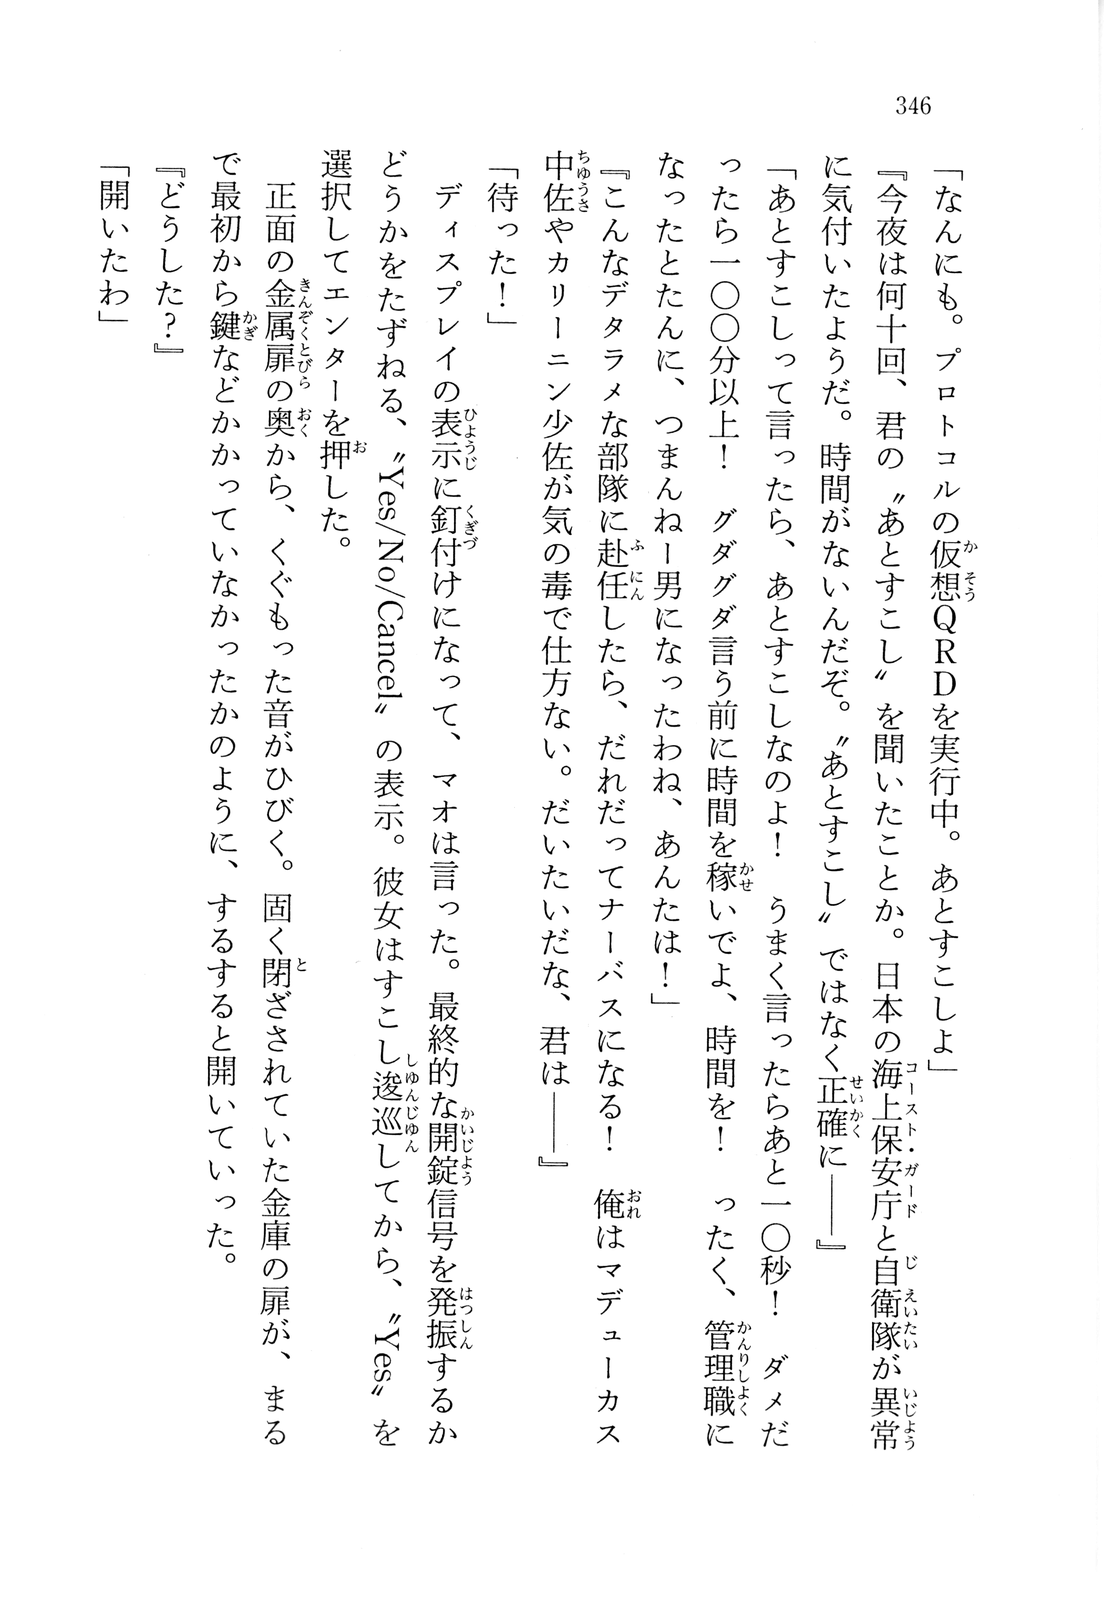 346
「なんにも。プロトコルの仮想QRDを実行中。あとすこしよ」
『今夜は何十回、君の〝あとすこし〟を聞いたことか。日本の海上保安庁と自衛隊が異常
に気付いたようだ。時間がないんだぞ。〝あとすこし〟ではなく正確に――』
「あとすこしって言ったら、あとすこしなのよ！　うまく言ったらあと一〇秒！　ダメだ
ったら一〇〇分以上！　グダグダ言う前に時間を稼いでよ、時間を！　ったく、管理職に
なったとたんに、つまんねー男になったわね、あんたは！」
『こんなデタラメな部隊に赴任したら、だれだってナーバスになる！　俺はマデューカス
中佐やカリーニン少佐が気の毒で仕方ない。だいたいだな、君は――』
「待った！」
　ディスプレイの表示に釘付けになって、マオは言った。最終的な開錠信号を発振するか
どうかをたずねる、〝Yes/No/Cancel〟の表示。彼女はすこし逡巡してから、〝Yes〟を
選択してエンターを押した。
　正面の金属扉の奥から、くぐもった音がひびく。固く閉ざされていた金庫の扉が、まる
で最初から鍵などかかっていなかったかのように、するすると開いていった。
『どうした？』
「開いたわ」